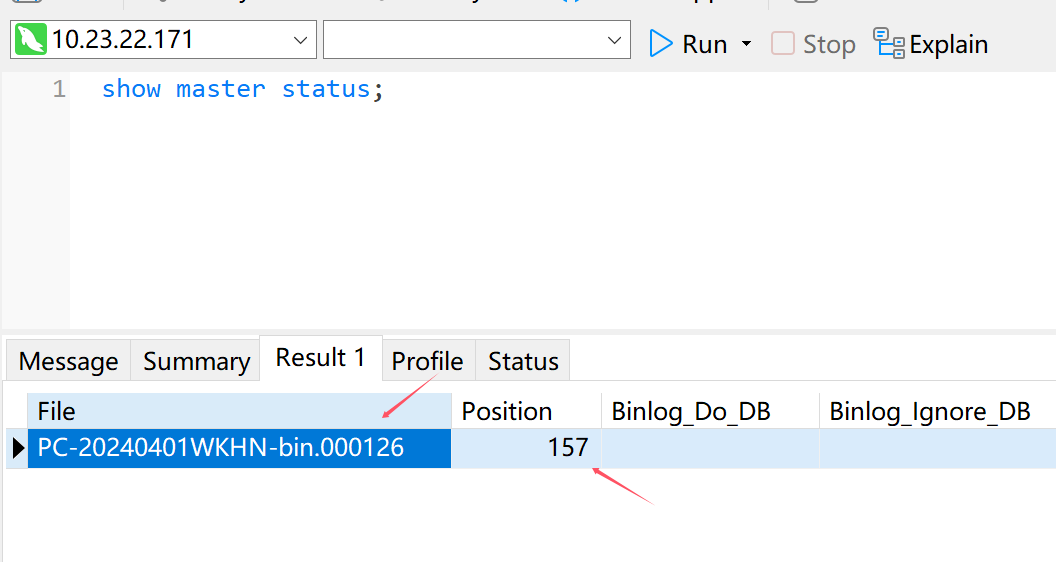 10.23.22.171 Run Stop Explain
1 show master status;
Message Summary Result 1 Profile Status
File Position Binlog_Do_DB Binlog_Ignore_DB
PC-20240401WKHN-bin.000126 157